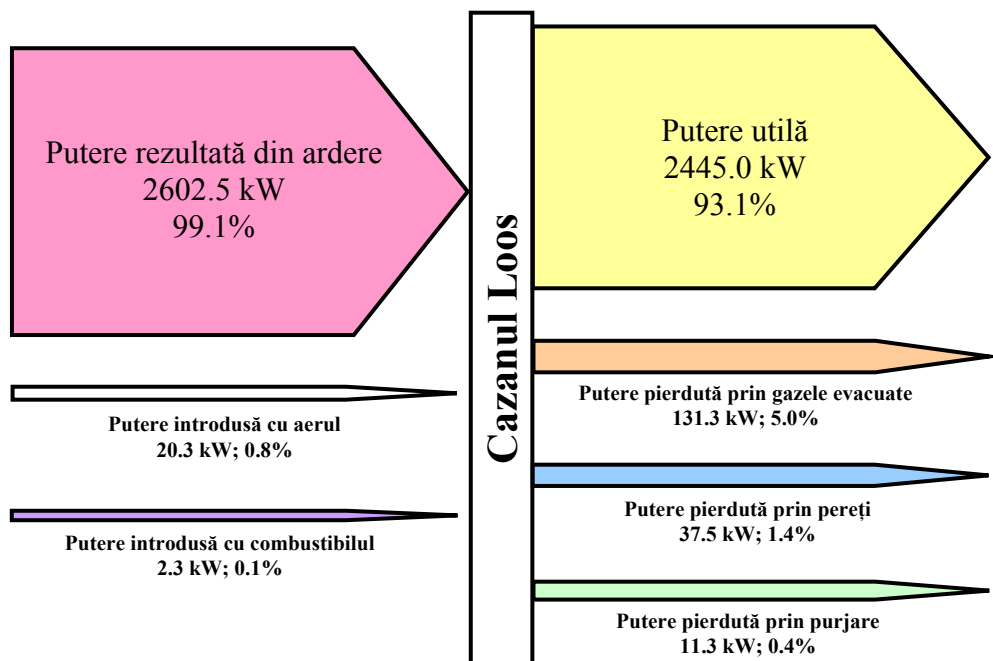 Putere rezultată din ardere
2602.5 kW
99.1%
Putere introdusă cu aerul
20.3 kW; 0.8%
Putere introdusă cu combustibilul
2.3 kW; 0.1%
Cazanul Loos
Putere utilă
2445.0 kW
93.1%
Putere pierdută prin gazele evacuate
131.3 kW; 5.0%
Putere pierdută prin pereți
37.5 kW; 1.4%
Putere pierdută prin purjare
11.3 kW; 0.4%